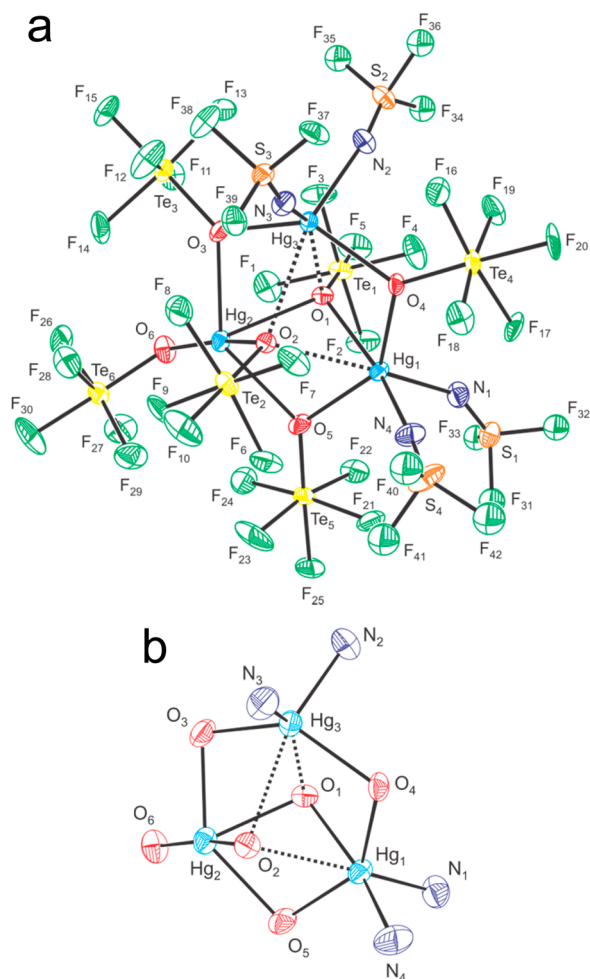 a
F36
F35
S2
F15
F13
F38
F34
F37
S3
N2
F11
F12
F3
F16
F19
Te3
N3
F39
F5
F4
F20
F14
O3
Hg3
F1
Te1
O4
Te4
F8
O1
F26
O6
Hg2
O2
F2
F18
F17
F28
Hg1
Te6
F7
N1
F9
Te2
F32
F30
O5
N4
F33
F10
S1
F27
F6
F22
F29
F24
F40
F31
Te5
F21
S4
F23
F41
F42
F25
b
N2
N3
O3
Hg3
O4
O1
O6
Hg1
O2
Hg2
N1
O5
N4